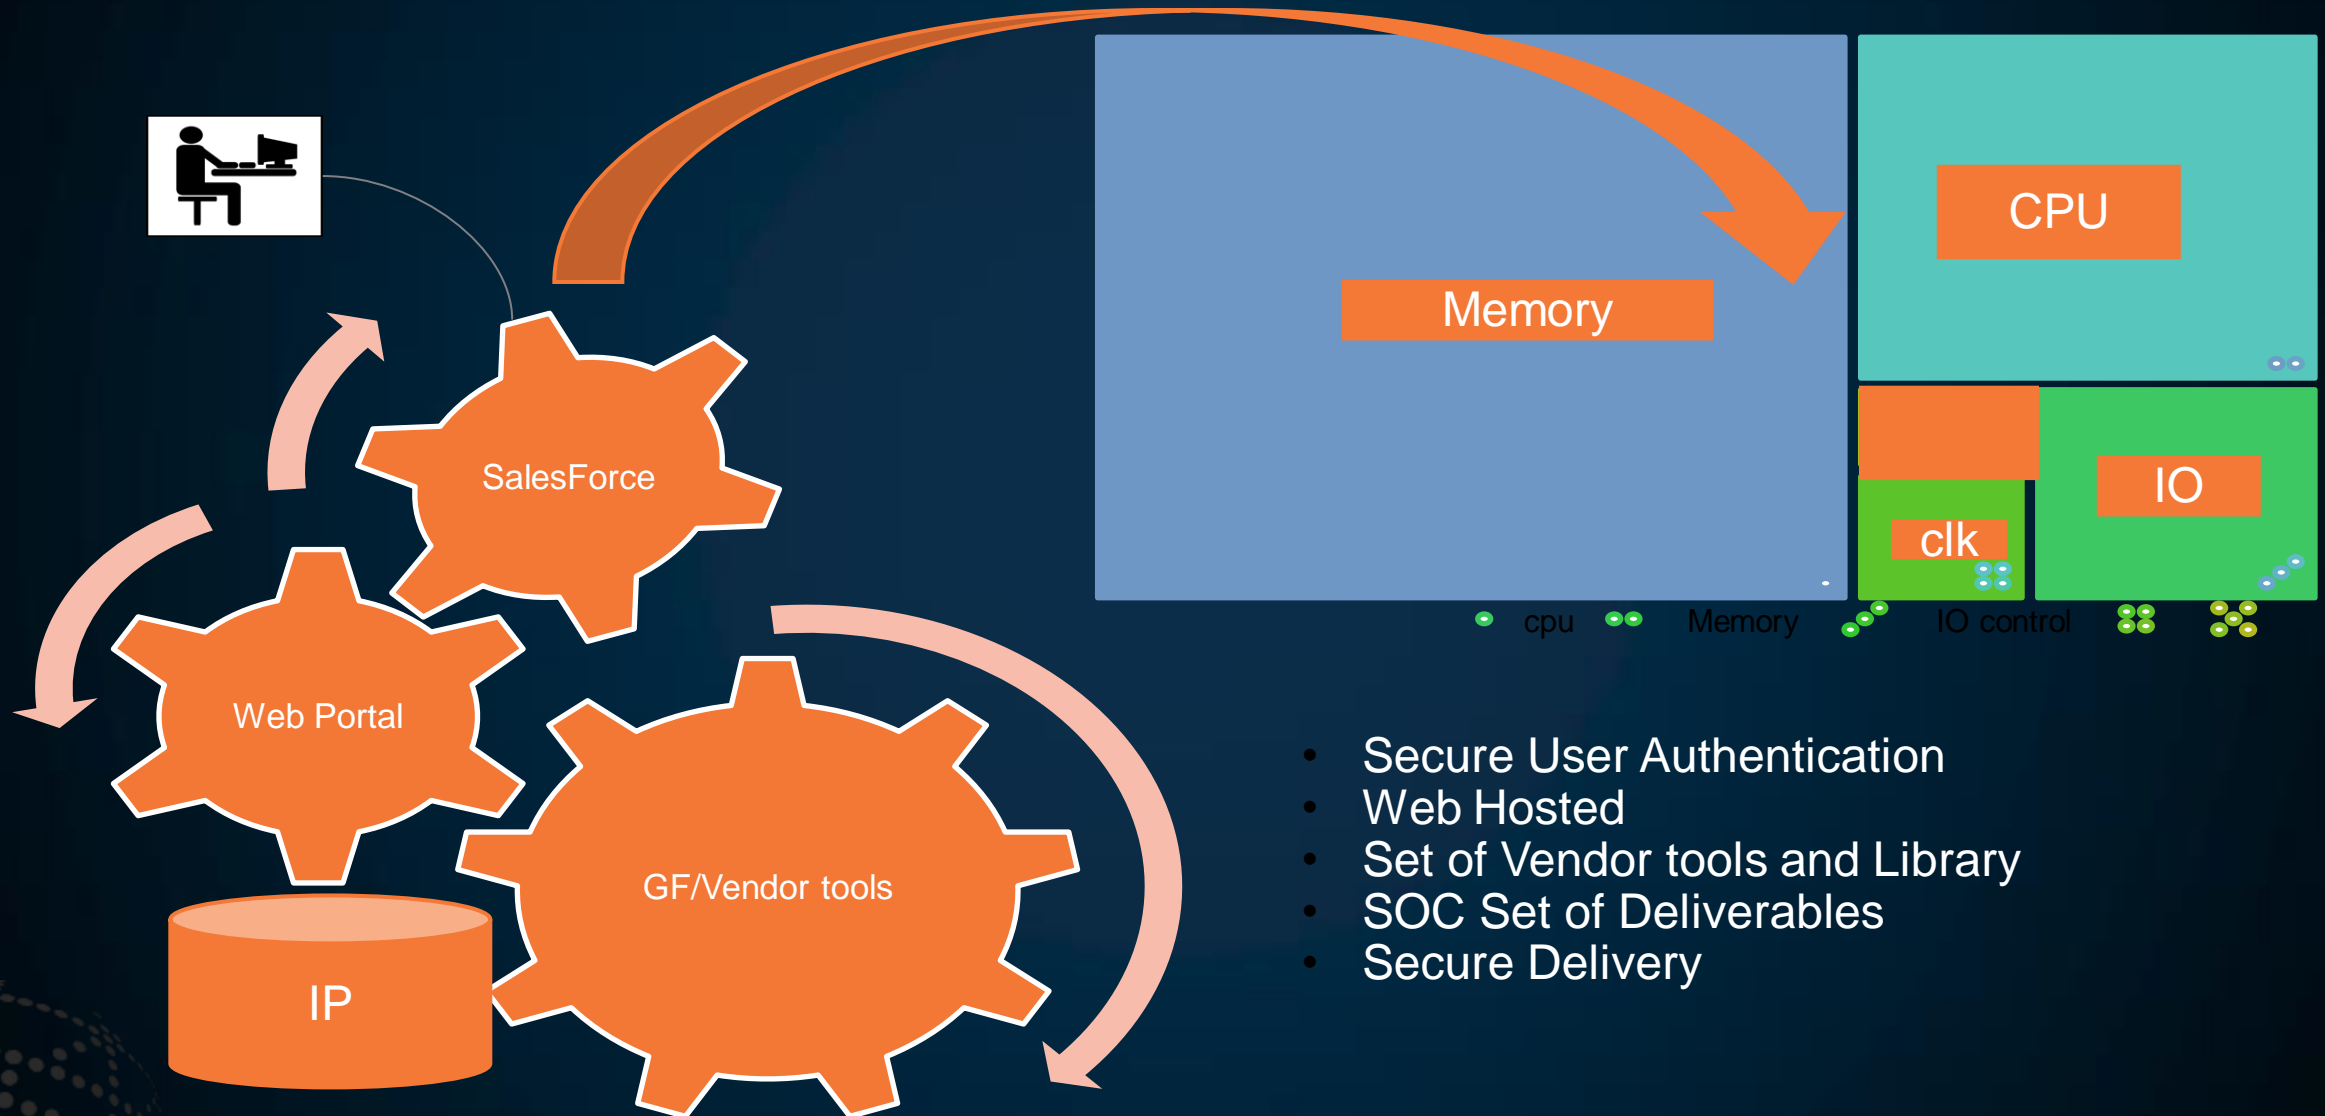 CPU
Memory
SalesForce
IO
clk
cpu Memory IO control
Web Portal
GF/Vendor tools
IP
• Secure User Authentication
• Web Hosted
• Set of Vendor tools and Library
• SOC Set of Deliverables
• Secure Delivery